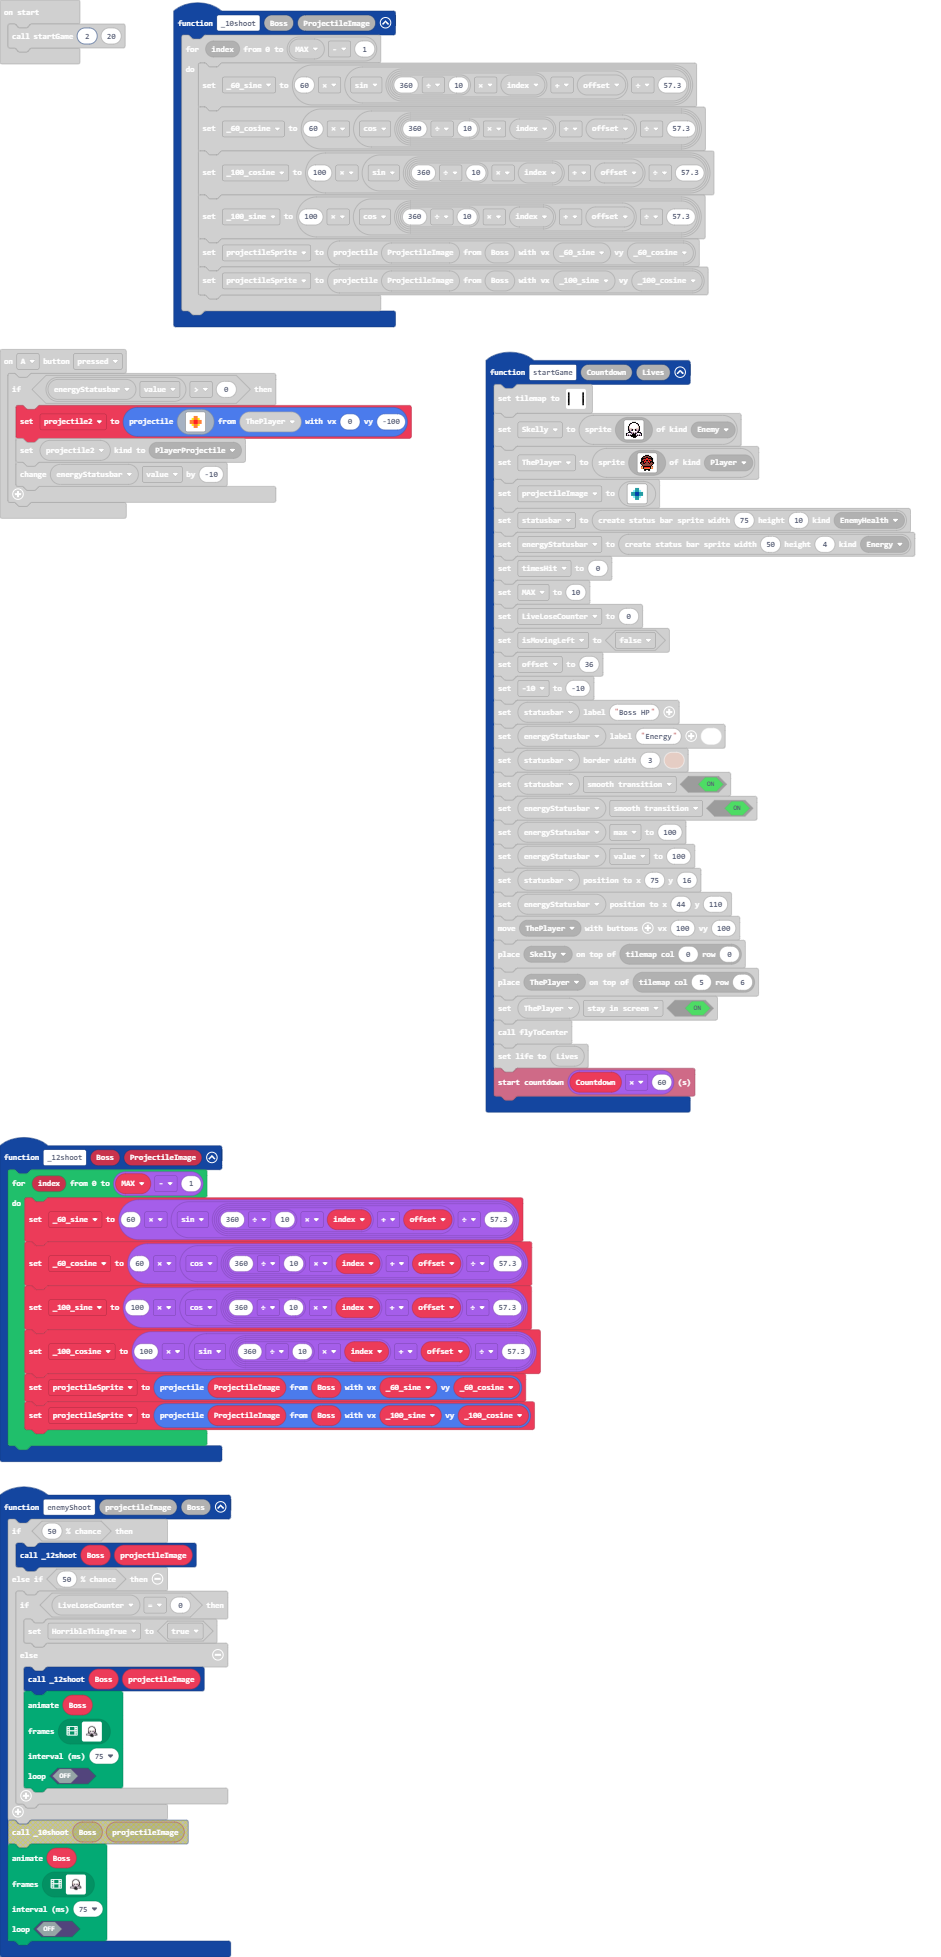 on start
call startGame 2 20
function _10shoot Boss ProjectileImage
for index from 0 to MAX - 1
do
set _60_sine to 60 × sin 360 ÷ 10 × index + offset ÷ 57.3
set _60_cosine to 60 × cos 360 ÷ 10 × index + offset ÷ 57.3
set _100_cosine to 100 × sin 360 ÷ 10 × index + offset ÷ 57.3
set _100_sine to 100 × cos 360 ÷ 10 × index + offset ÷ 57.3
set projectileSprite to projectile ProjectileImage from Boss with vx _60_sine vy _60_cosine
set projectileSprite to projectile ProjectileImage from Boss with vx _100_sine vy _100_cosine
on A button pressed
if energyStatusbar value > 0 then
set projectile2 to projectile from ThePlayer with vx 0 vy -100
set projectile2 kind to PlayerProjectile
change energyStatusbar value by -10
function startGame Countdown Lives
set tilemap to
set Skelly to sprite of kind Enemy
set ThePlayer to sprite of kind Player
set projectileImage to
set statusbar to create status bar sprite width 75 height 10 kind EnemyHealth
set energyStatusbar to create status bar sprite width 50 height 4 kind Energy
set timesHit to 0
set MAX to 10
set LiveLoseCounter to 0
set isMovingLeft to false
set offset to 36
set -10 to -10
set statusbar label "Boss HP"
set energyStatusbar label "Energy"
set statusbar border width 3
set statusbar smooth transition ON
set energyStatusbar smooth transition ON
set energyStatusbar max to 100
set energyStatusbar value to 100
set statusbar position to x 75 y 16
set energyStatusbar position to x 44 y 110
move ThePlayer with buttons vx 100 vy 100
place Skelly on top of tilemap col 0 row 0
place ThePlayer on top of tilemap col 5 row 6
set ThePlayer stay in screen ON
call flyToCenter
set life to Lives
start countdown Countdown × 60 (s)
function _12shoot Boss ProjectileImage
for index from 0 to MAX - 1
do
set _60_sine to 60 × sin 360 ÷ 10 × index + offset ÷ 57.3
set _60_cosine to 60 × cos 360 ÷ 10 × index + offset ÷ 57.3
set _100_sine to 100 × cos 360 ÷ 10 × index + offset ÷ 57.3
set _100_cosine to 100 × sin 360 ÷ 10 × index + offset ÷ 57.3
set projectileSprite to projectile ProjectileImage from Boss with vx _60_sine vy _60_cosine
set projectileSprite to projectile ProjectileImage from Boss with vx _100_sine vy _100_cosine
function enemyShoot projectileImage Boss
if 50 % chance then
call _12shoot Boss projectileImage
else if 50 % chance then
if LiveLoseCounter = 0 then
set HorribleThingTrue to true
else
call _12shoot Boss projectileImage
animate Boss
frames
interval (ms) 75
loop OFF
call _10shoot Boss projectileImage
animate Boss
frames
interval (ms) 75
loop OFF